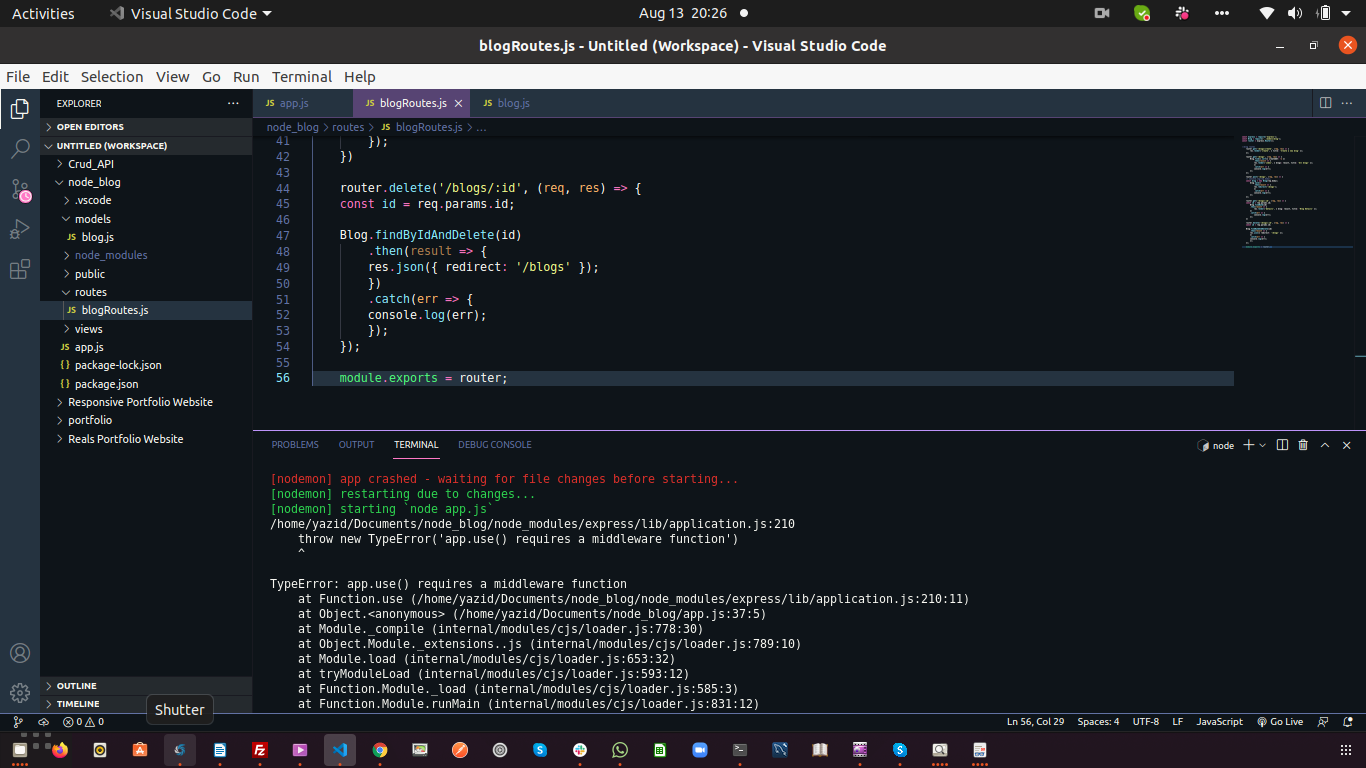 Activities
Visual Studio Code
Aug 13 20:26
blogRoutes.js - Untitled (Workspace) - Visual Studio Code
File Edit Selection View Go Run Terminal Help
EXPLORER
OPEN EDITORS
UNTITLED (WORKSPACE)
Crud_API
node_blog
.vscode
models
JS blog.js
node_modules
public
routes
JS blogRoutes.js
views
JS app.js
{} package-lock.json
{} package.json
Responsive Portfolio Website
portfolio
Reals Portfolio Website
OUTLINE
TIMELINE
Shutter
JS app.js
JS blogRoutes.js
JS blog.js
node_blog > routes > JS blogRoutes.js > ...
41 });
42 })
43
44 router.delete('/blogs/:id', (req, res) => {
45 const id = req.params.id;
46
47 Blog.findByIdAndDelete(id)
48 .then(result => {
49 res.json({ redirect: '/blogs' });
50 })
51 .catch(err => {
52 console.log(err);
53 });
54 });
55
56 module.exports = router;
PROBLEMS OUTPUT TERMINAL DEBUG CONSOLE
node
[nodemon] app crashed - waiting for file changes before starting...
[nodemon] restarting due to changes...
[nodemon] starting `node app.js`
/home/yazid/Documents/node_blog/node_modules/express/lib/application.js:210
throw new TypeError('app.use() requires a middleware function')
^
TypeError: app.use() requires a middleware function
at Function.use (/home/yazid/Documents/node_blog/node_modules/express/lib/application.js:210:11)
at Object.<anonymous> (/home/yazid/Documents/node_blog/app.js:37:5)
at Module._compile (internal/modules/cjs/loader.js:778:30)
at Object.Module._extensions..js (internal/modules/cjs/loader.js:789:10)
at Module.load (internal/modules/cjs/loader.js:653:32)
at tryModuleLoad (internal/modules/cjs/loader.js:593:12)
at Function.Module._load (internal/modules/cjs/loader.js:585:3)
at Function.Module.runMain (internal/modules/cjs/loader.js:831:12)
0 0
Ln 56, Col 29 Spaces: 4 UTF-8 LF JavaScript Go Live